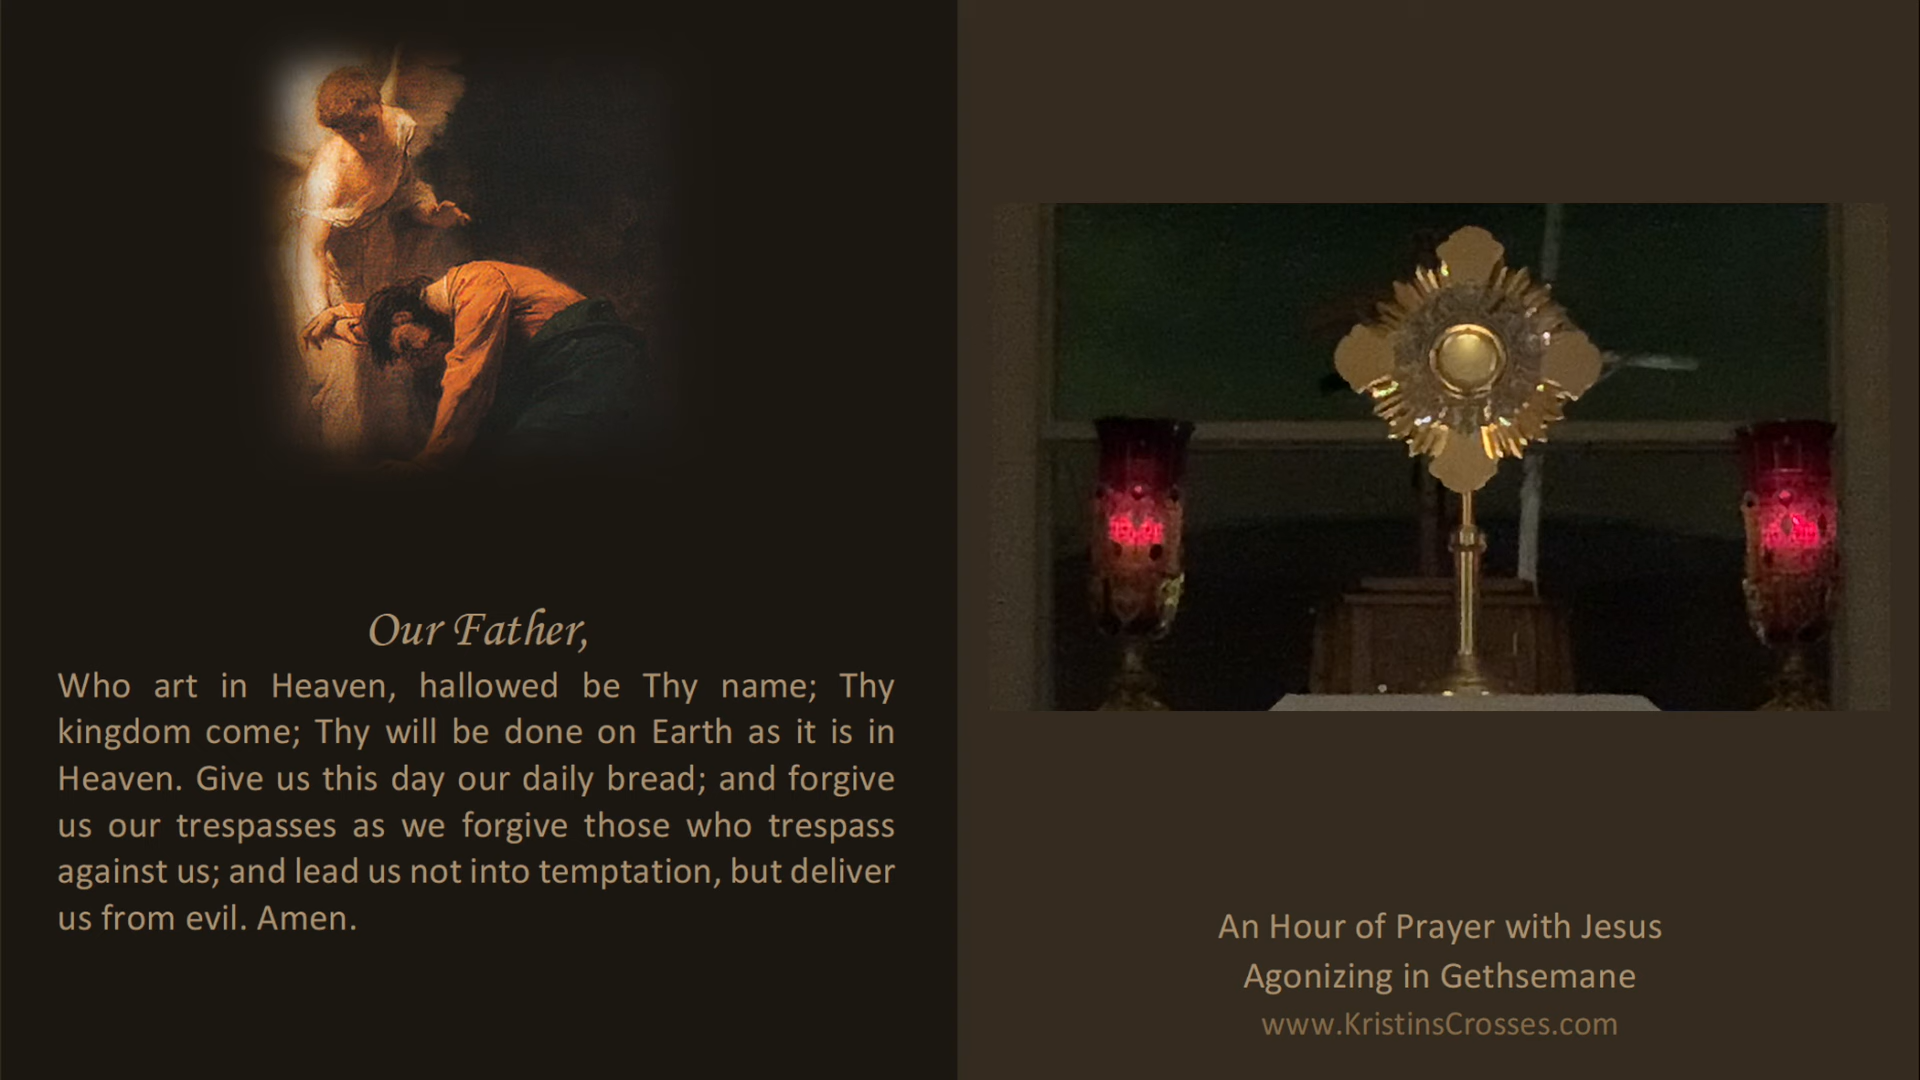 Our Father,
Who art in Heaven, hallowed be Thy name; Thy
kingdom come; Thy will be done on Earth as it is in
Heaven. Give us this day our daily bread; and forgive
us our trespasses as we forgive those who trespass
against us; and lead us not into temptation, but deliver
us from evil. Amen.
An Hour of Prayer with Jesus
Agonizing in Gethsemane
www.KristinsCrosses.com